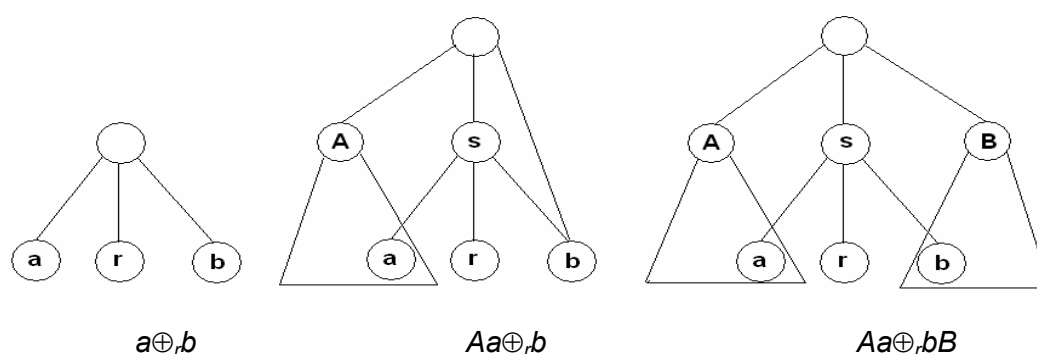 A s A s B
a r b a r b a r b
a⊕ᵣb Aa⊕ᵣb Aa⊕ᵣbB